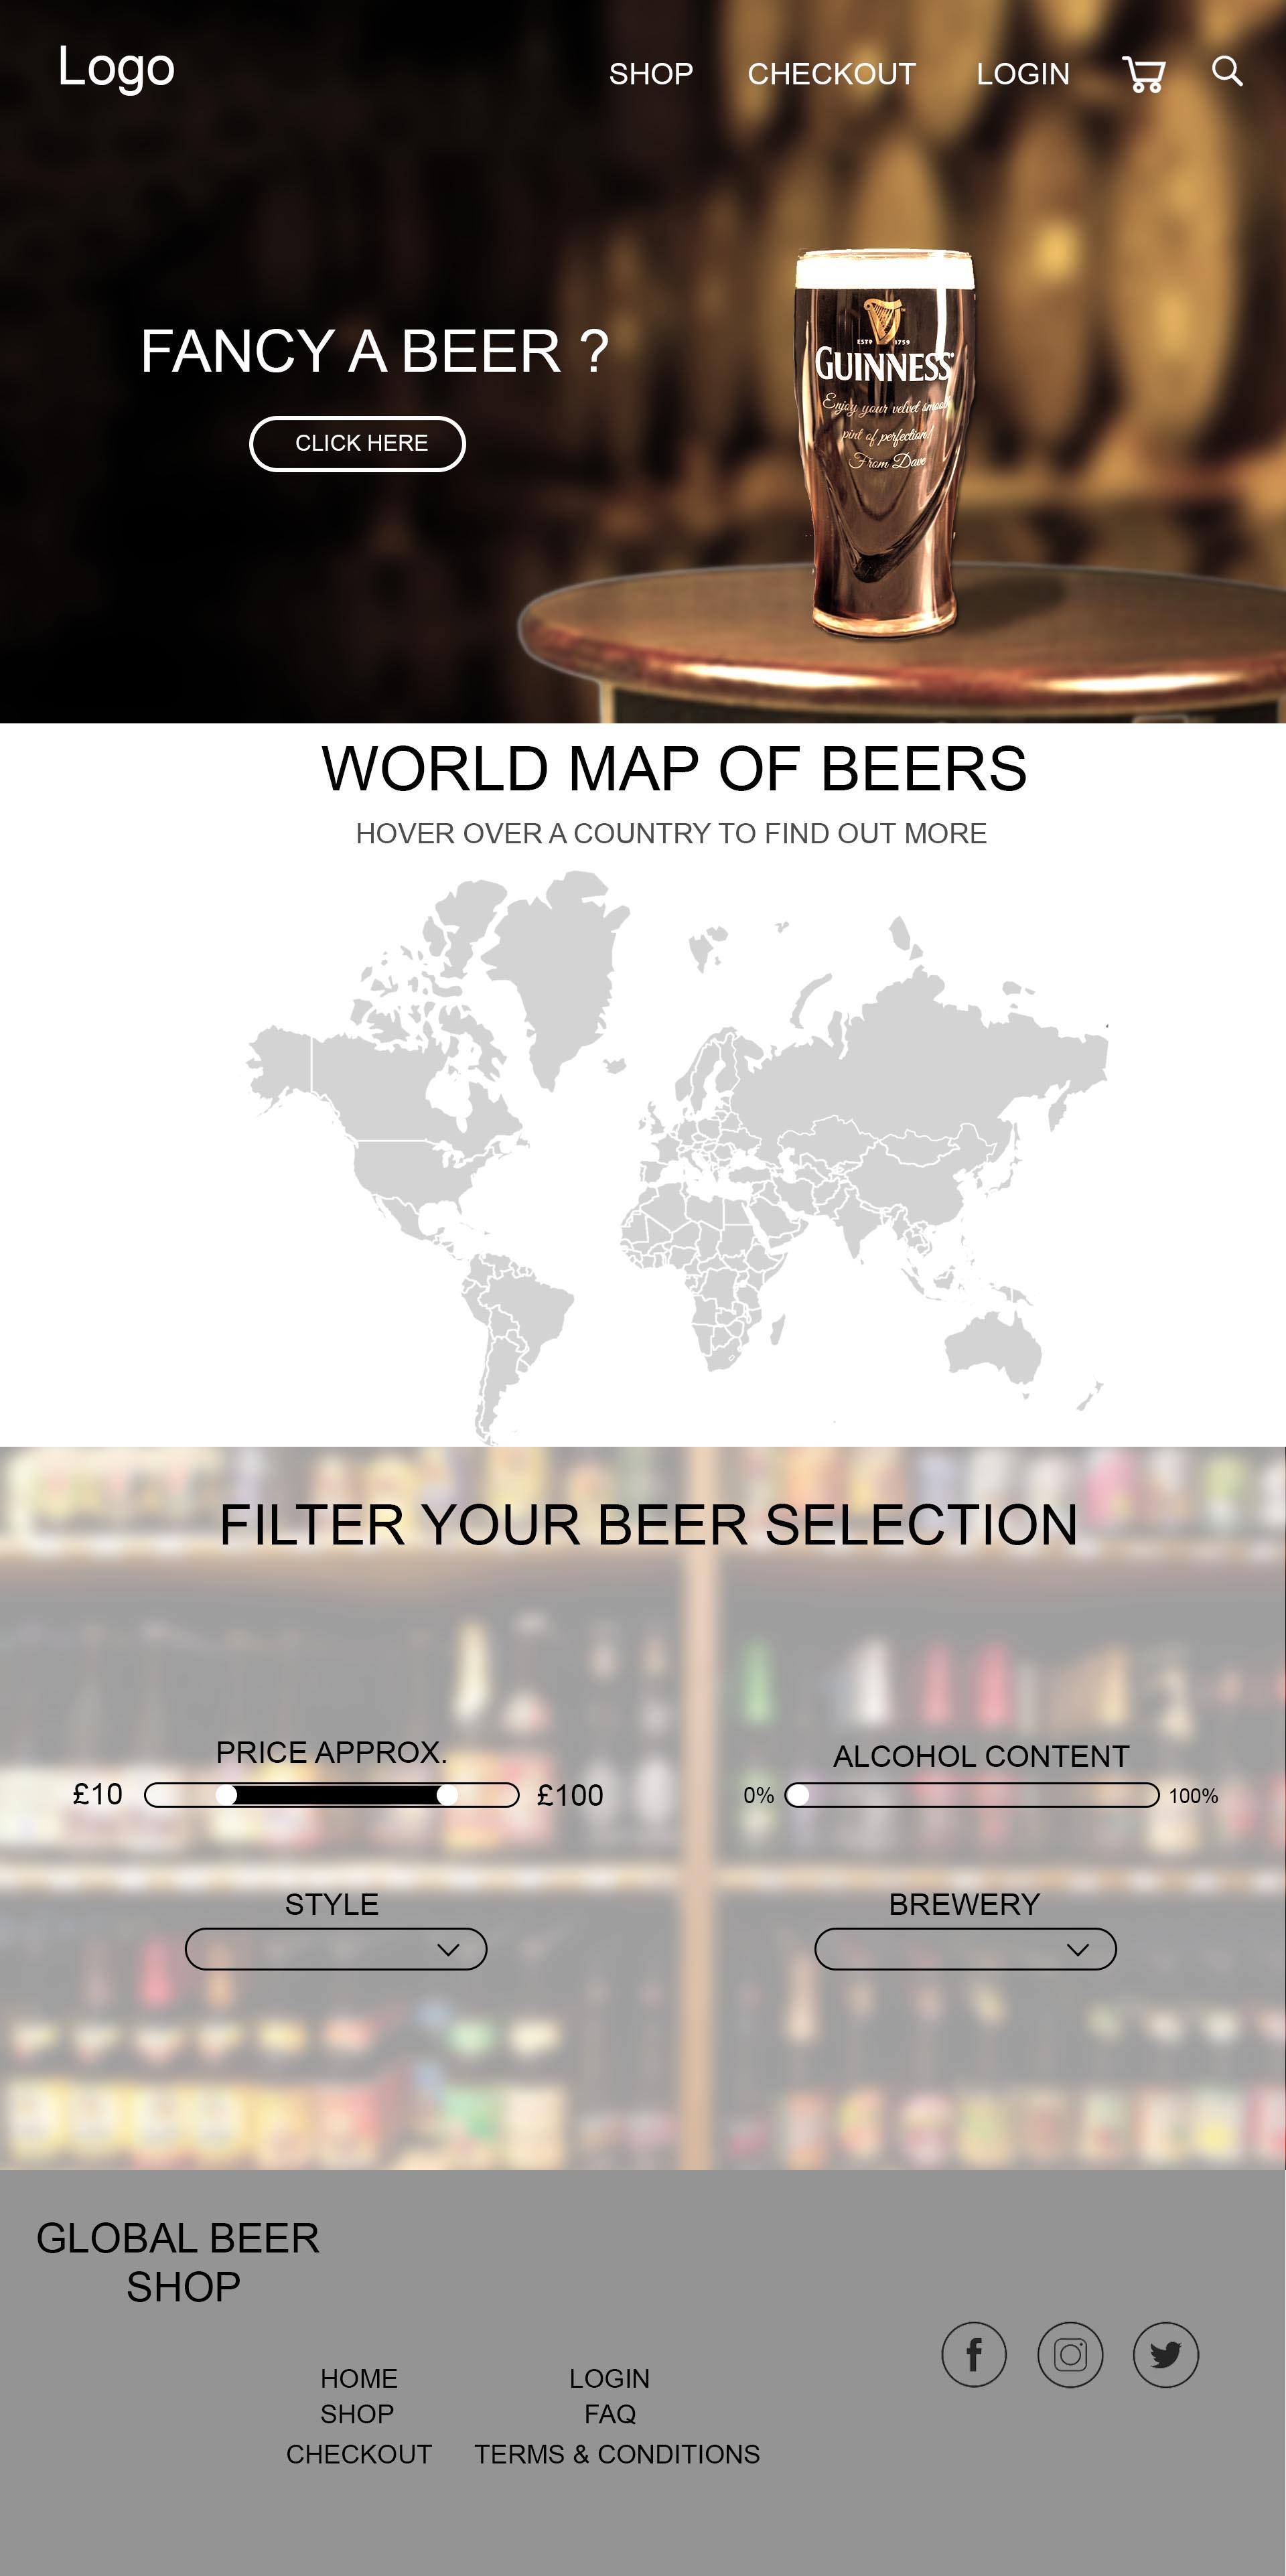 Logo
SHOP CHECKOUT LOGIN
FANCY A BEER ?
CLICK HERE
ESTD 1759
GUINNESS
Enjoy your velvet smooth
pint of perfection!
From Dave
WORLD MAP OF BEERS
HOVER OVER A COUNTRY TO FIND OUT MORE
FILTER YOUR BEER SELECTION
PRICE APPROX.
£10 £100
ALCOHOL CONTENT
0% 100%
STYLE
BREWERY
GLOBAL BEER
SHOP
HOME
SHOP
CHECKOUT
LOGIN
FAQ
TERMS & CONDITIONS